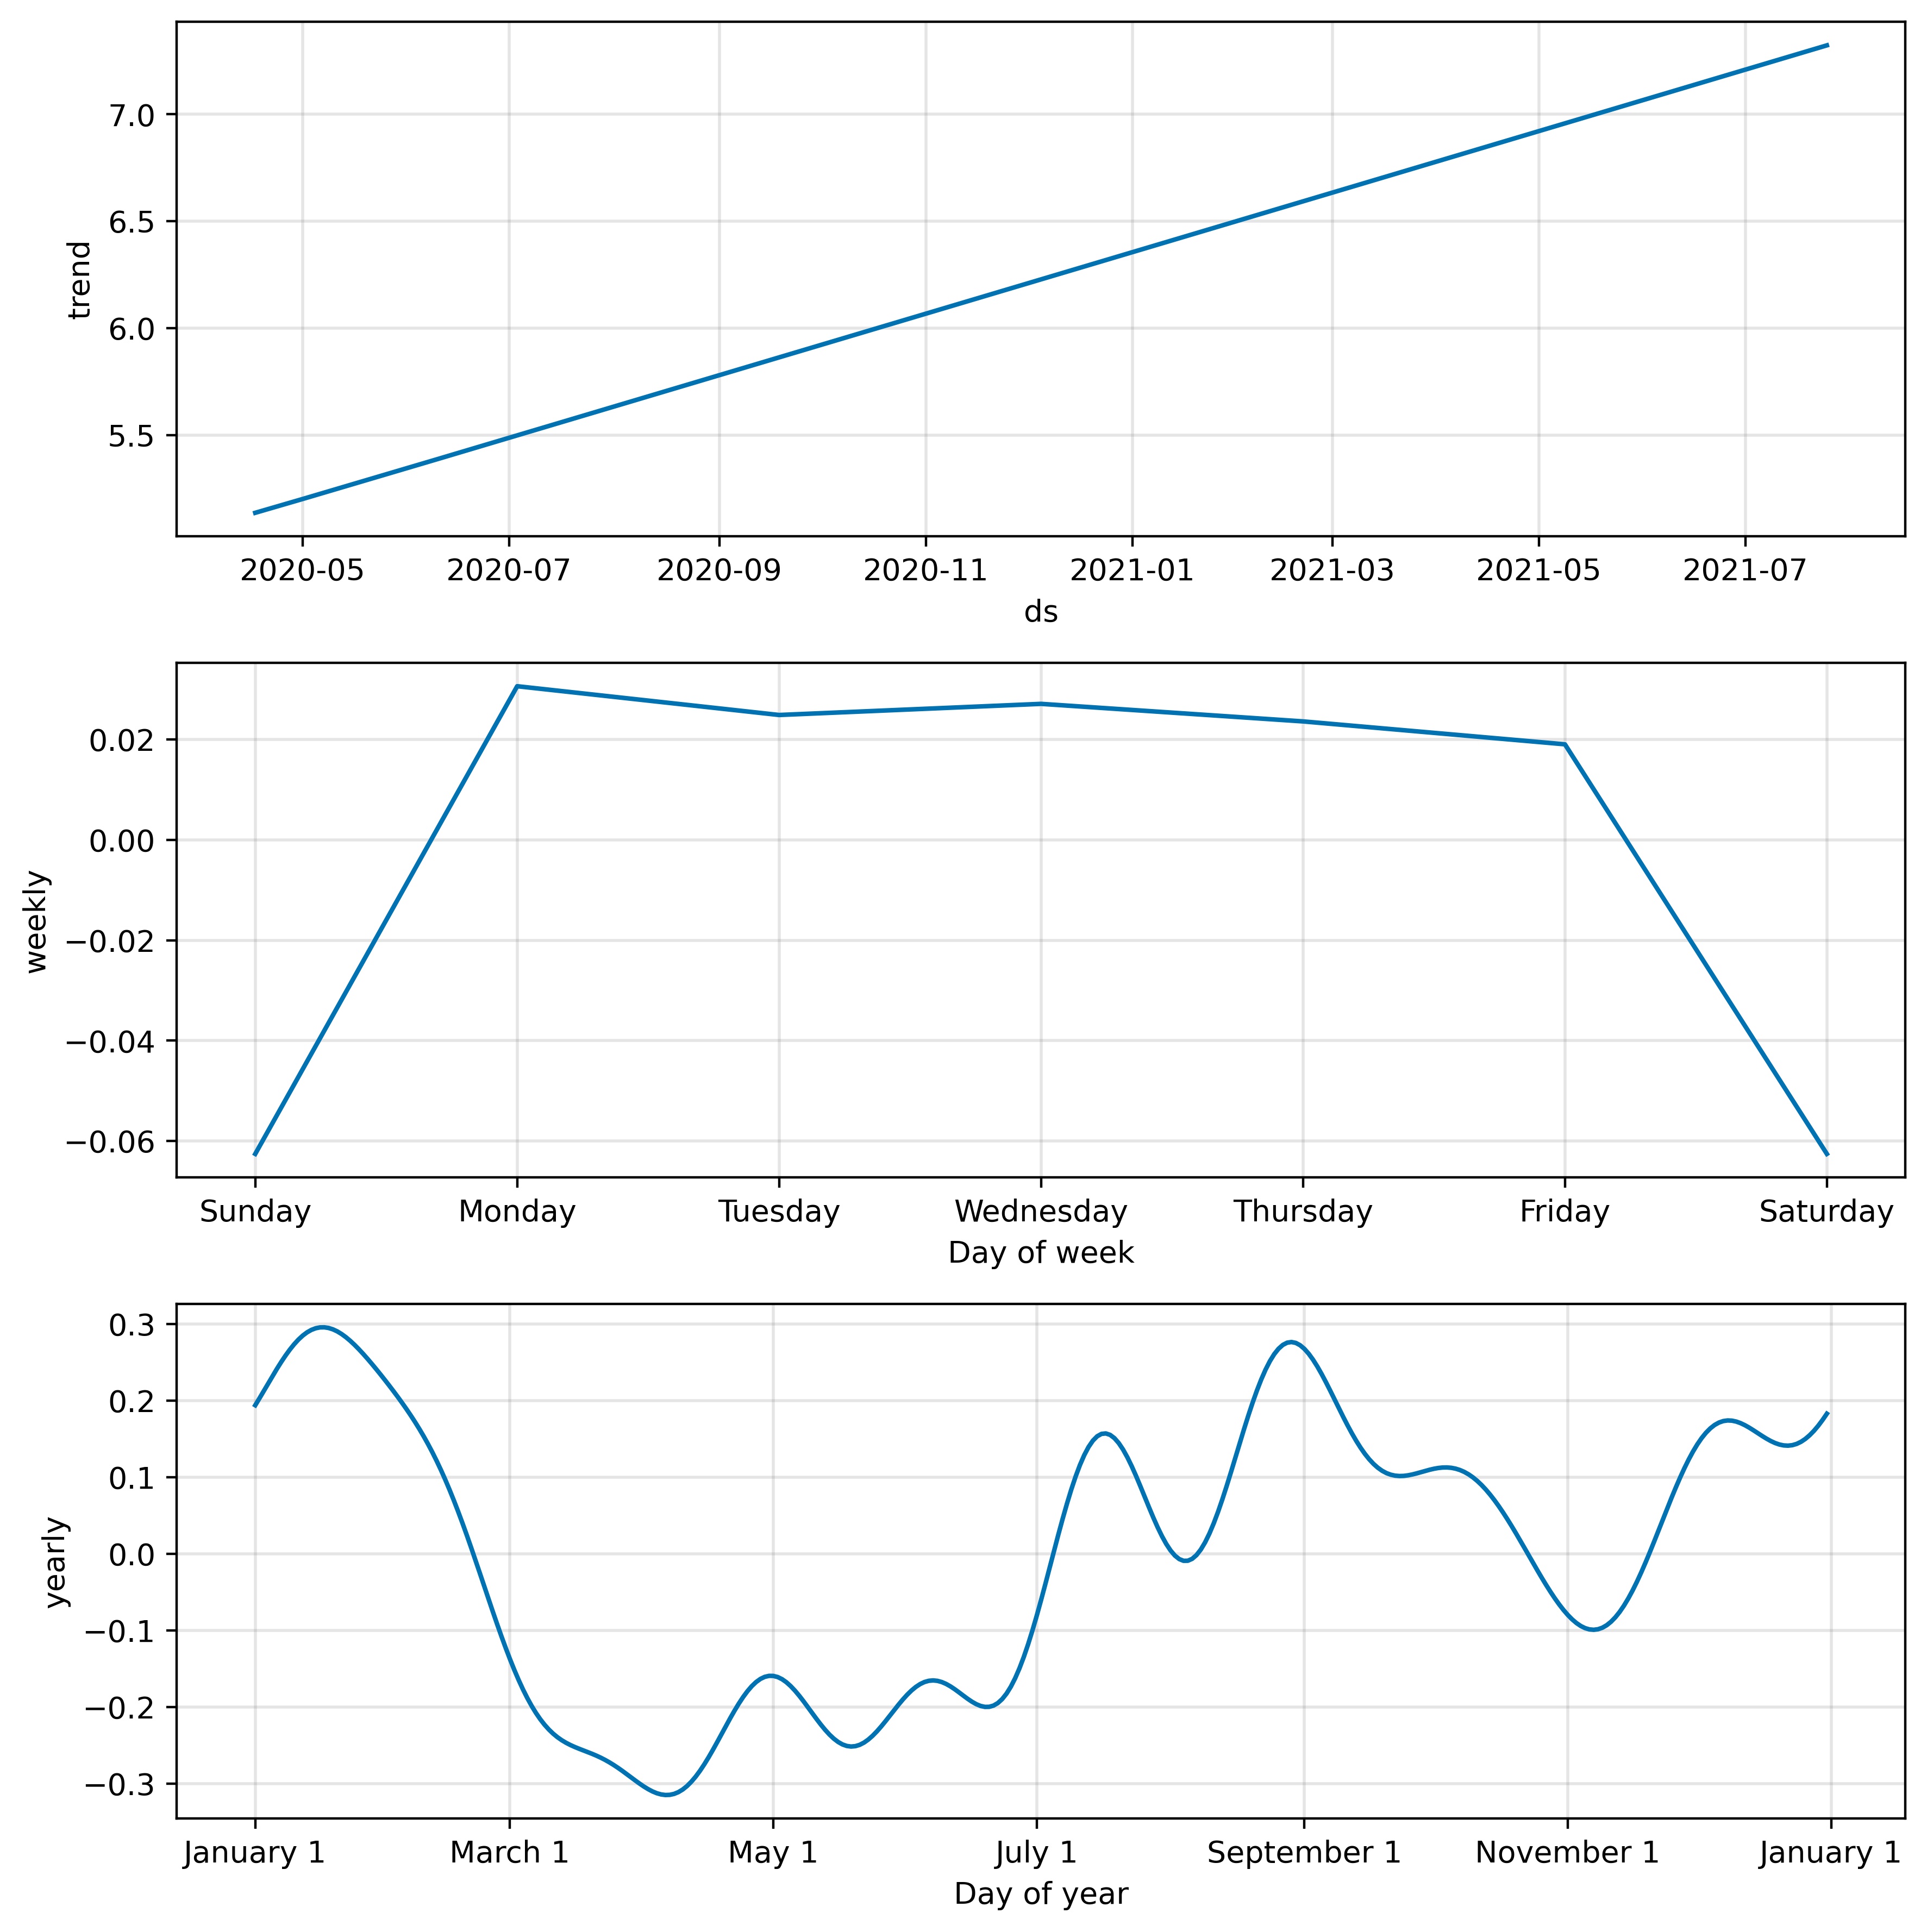 7.0
6.5
6.0
5.5
trend
2020-05 2020-07 2020-09 2020-11 2021-01 2021-03 2021-05 2021-07
ds
0.02
0.00
−0.02
−0.04
−0.06
weekly
Sunday Monday Tuesday Wednesday Thursday Friday Saturday
Day of week
0.3
0.2
0.1
0.0
−0.1
−0.2
−0.3
yearly
January 1 March 1 May 1 July 1 September 1 November 1 January 1
Day of year